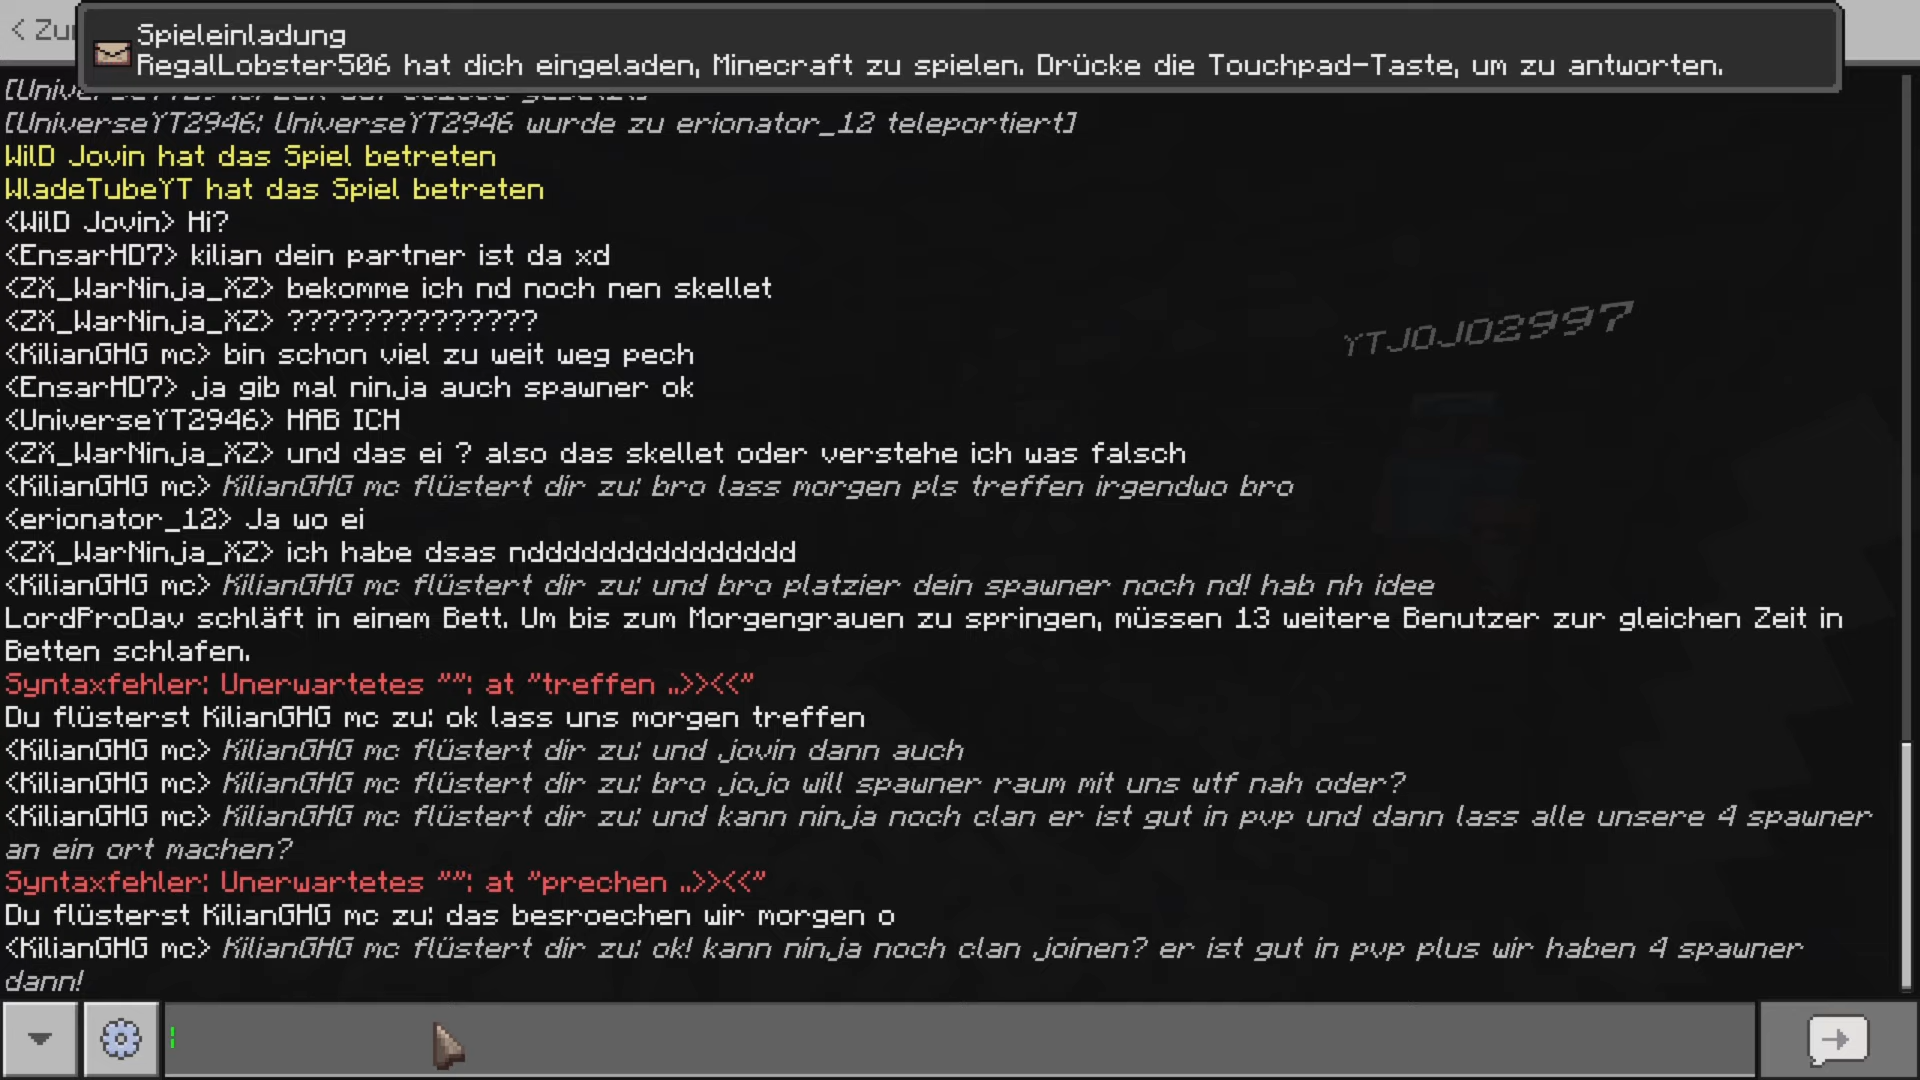 < Zu
Spieleinladung
RegalLobster506 hat dich eingeladen, Minecraft zu spielen. Drücke die Touchpad-Taste, um zu antworten.
[UniverseYT2946: UniverseYT2946 wurde zu erionator_12 teleportiert]
WilD Jovin hat das Spiel betreten
WladeTubeYT hat das Spiel betreten
<WilD Jovin> Hi?
<EnsarHD7> kilian dein partner ist da xd
<ZX_WarNinja_XZ> bekomme ich nd noch nen skellet
<ZX_WarNinja_XZ> ??????????????
<KilianGHG mc> bin schon viel zu weit weg pech
<EnsarHD7> ja gib mal ninja auch spawner ok
<UniverseYT2946> HAB ICH
<ZX_WarNinja_XZ> und das ei ? also das skellet oder verstehe ich was falsch
<KilianGHG mc> KilianGHG mc flüstert dir zu: bro lass morgen pls treffen irgendwo bro
<erionator_12> Ja wo ei
<ZX_WarNinja_XZ> ich habe dsas nddddddddddddddd
<KilianGHG mc> KilianGHG mc flüstert dir zu: und bro platzier dein spawner noch nd! hab nh idee
LordProDav schläft in einem Bett. Um bis zum Morgengrauen zu springen, müssen 13 weitere Benutzer zur gleichen Zeit in
Betten schlafen.
Syntaxfehler: Unerwartetes "": at "treffen ..>><<"
Du flüsterst KilianGHG mc zu: ok lass uns morgen treffen
<KilianGHG mc> KilianGHG mc flüstert dir zu: und jovin dann auch
<KilianGHG mc> KilianGHG mc flüstert dir zu: bro jojo will spawner raum mit uns wtf nah oder?
<KilianGHG mc> KilianGHG mc flüstert dir zu: und kann ninja noch clan er ist gut in pvp und dann lass alle unsere 4 spawner
an ein ort machen?
Syntaxfehler: Unerwartetes "": at "prechen ..>><<"
Du flüsterst KilianGHG mc zu: das besroechen wir morgen o
<KilianGHG mc> KilianGHG mc flüstert dir zu: ok! kann ninja noch clan joinen? er ist gut in pvp plus wir haben 4 spawner
dann!
YTJOJO2997